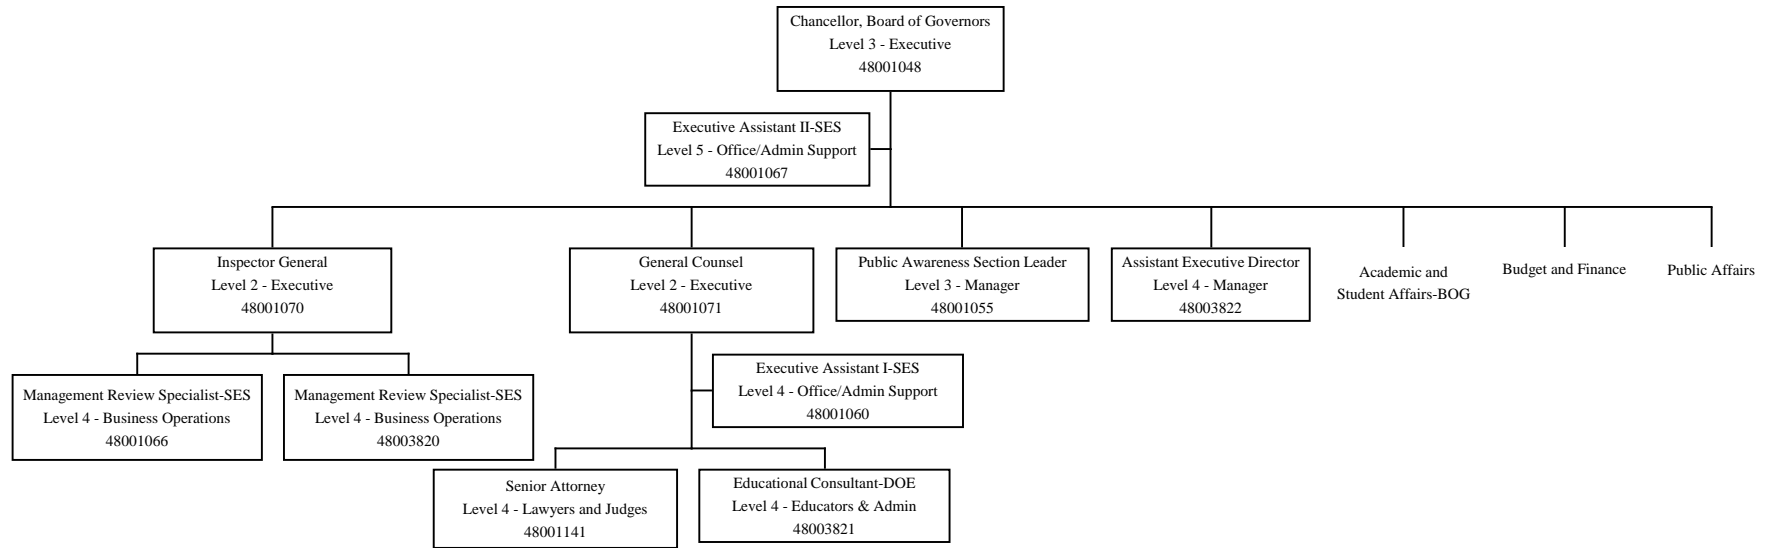 Chancellor, Board of Governors
Level 3 - Executive
48001048
Executive Assistant II-SES
Level 5 - Office/Admin Support
48001067
Inspector General
Level 2 - Executive
48001070
General Counsel
Level 2 - Executive
48001071
Public Awareness Section Leader
Level 3 - Manager
48001055
Assistant Executive Director
Level 4 - Manager
48003822
Academic and
Student Affairs-BOG
Budget and Finance
Public Affairs
Management Review Specialist-SES
Level 4 - Business Operations
48001066
Management Review Specialist-SES
Level 4 - Business Operations
48003820
Executive Assistant I-SES
Level 4 - Office/Admin Support
48001060
Senior Attorney
Level 4 - Lawyers and Judges
48001141
Educational Consultant-DOE
Level 4 - Educators & Admin
48003821